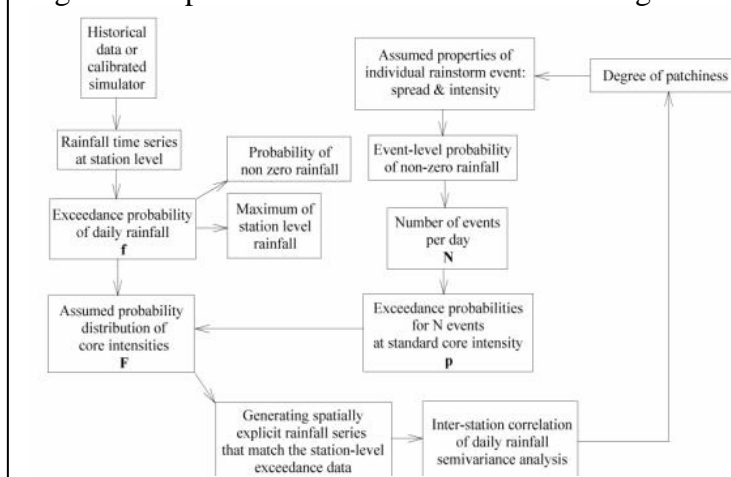 Historical
data or
calibrated
simulator
Rainfall time series
at station level
Exceedance probability
of daily rainfall
f
Assumed probability
distribution of
core intensities
F
Probability of
non zero rainfall
Maximum of
station level
rainfall
Assumed properties of
individual rainstorm event:
spread & intensity
Degree of patchiness
Event-level probability
of non-zero rainfall
Number of events
per day
N
Exceedance probabilities
for N events
at standard core intensity
p
Generating spatially
explicit rainfall series
that match the station-level
exceedance data
Inter-station correlation
of daily rainfall
semivariance analysis